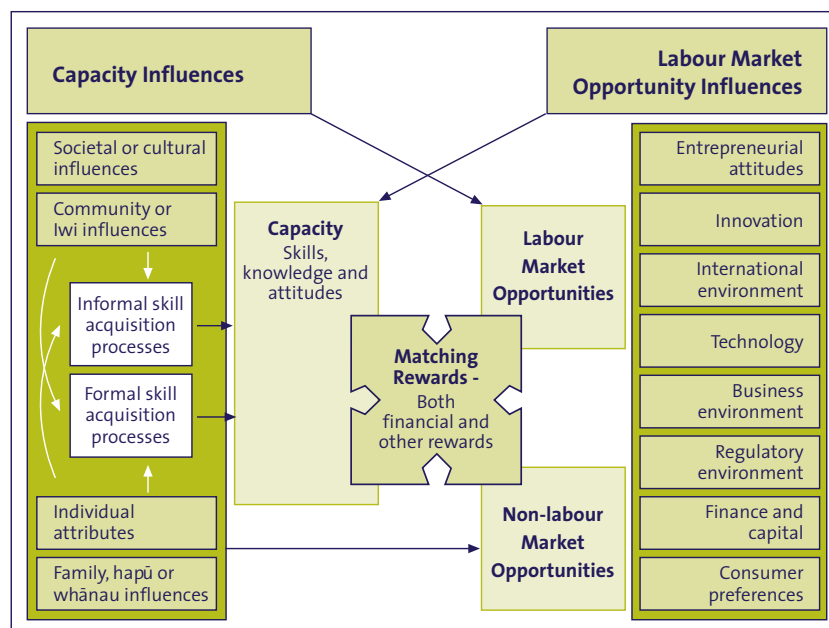 Capacity Influences
Labour Market
Opportunity Influences
Societal or cultural
influences
Community or
Iwi influences
Informal skill
acquisition
processes
Formal skill
acquisition
processes
Individual
attributes
Family, hapū or
whānau influences
Capacity
Skills,
knowledge and
attitudes
Matching
Rewards -
Both
financial and
other rewards
Labour
Market
Opportunities
Non-labour
Market
Opportunities
Entrepreneurial
attitudes
Innovation
International
environment
Technology
Business
environment
Regulatory
environment
Finance and
capital
Consumer
preferences